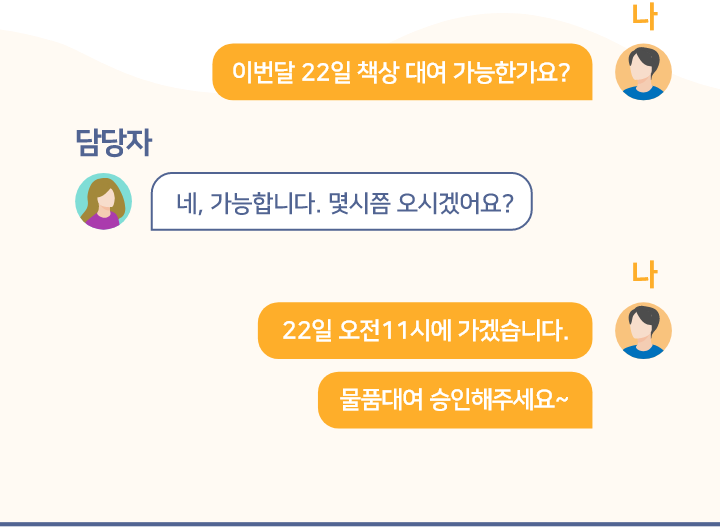 나
이번달 22일 책상 대여 가능한가요?
담당자
네, 가능합니다. 몇시쯤 오시겠어요?
나
22일 오전11시에 가겠습니다.
물품대여 승인해주세요~